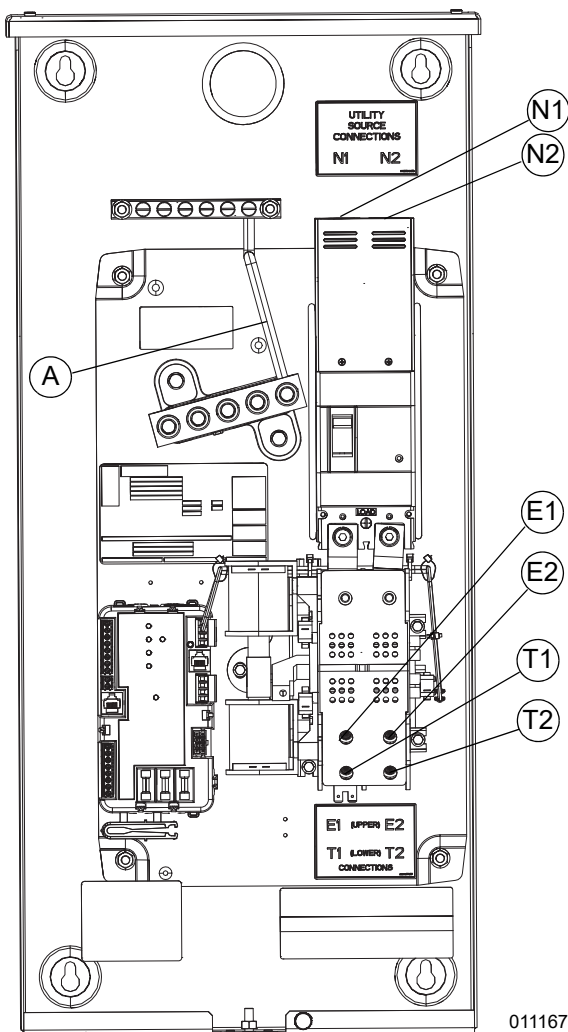 N1
UTILITY
SOURCE
CONNECTIONS
N1 N2
N2
A
LOAD
E1
E2
T1
T2
E1 (UPPER) E2
T1 (LOWER) T2
CONNECTIONS
011167